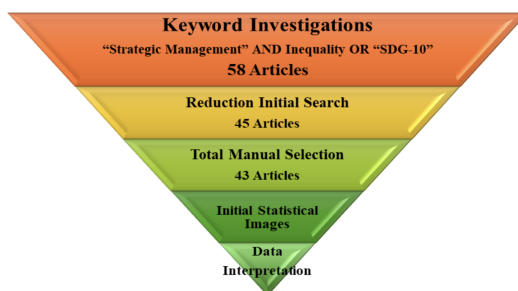 Keyword Investigations
“Strategic Management” AND Inequality OR “SDG-10”
58 Articles
Reduction Initial Search
45 Articles
Total Manual Selection
43 Articles
Initial Statistical
Images
Data
Interpretation